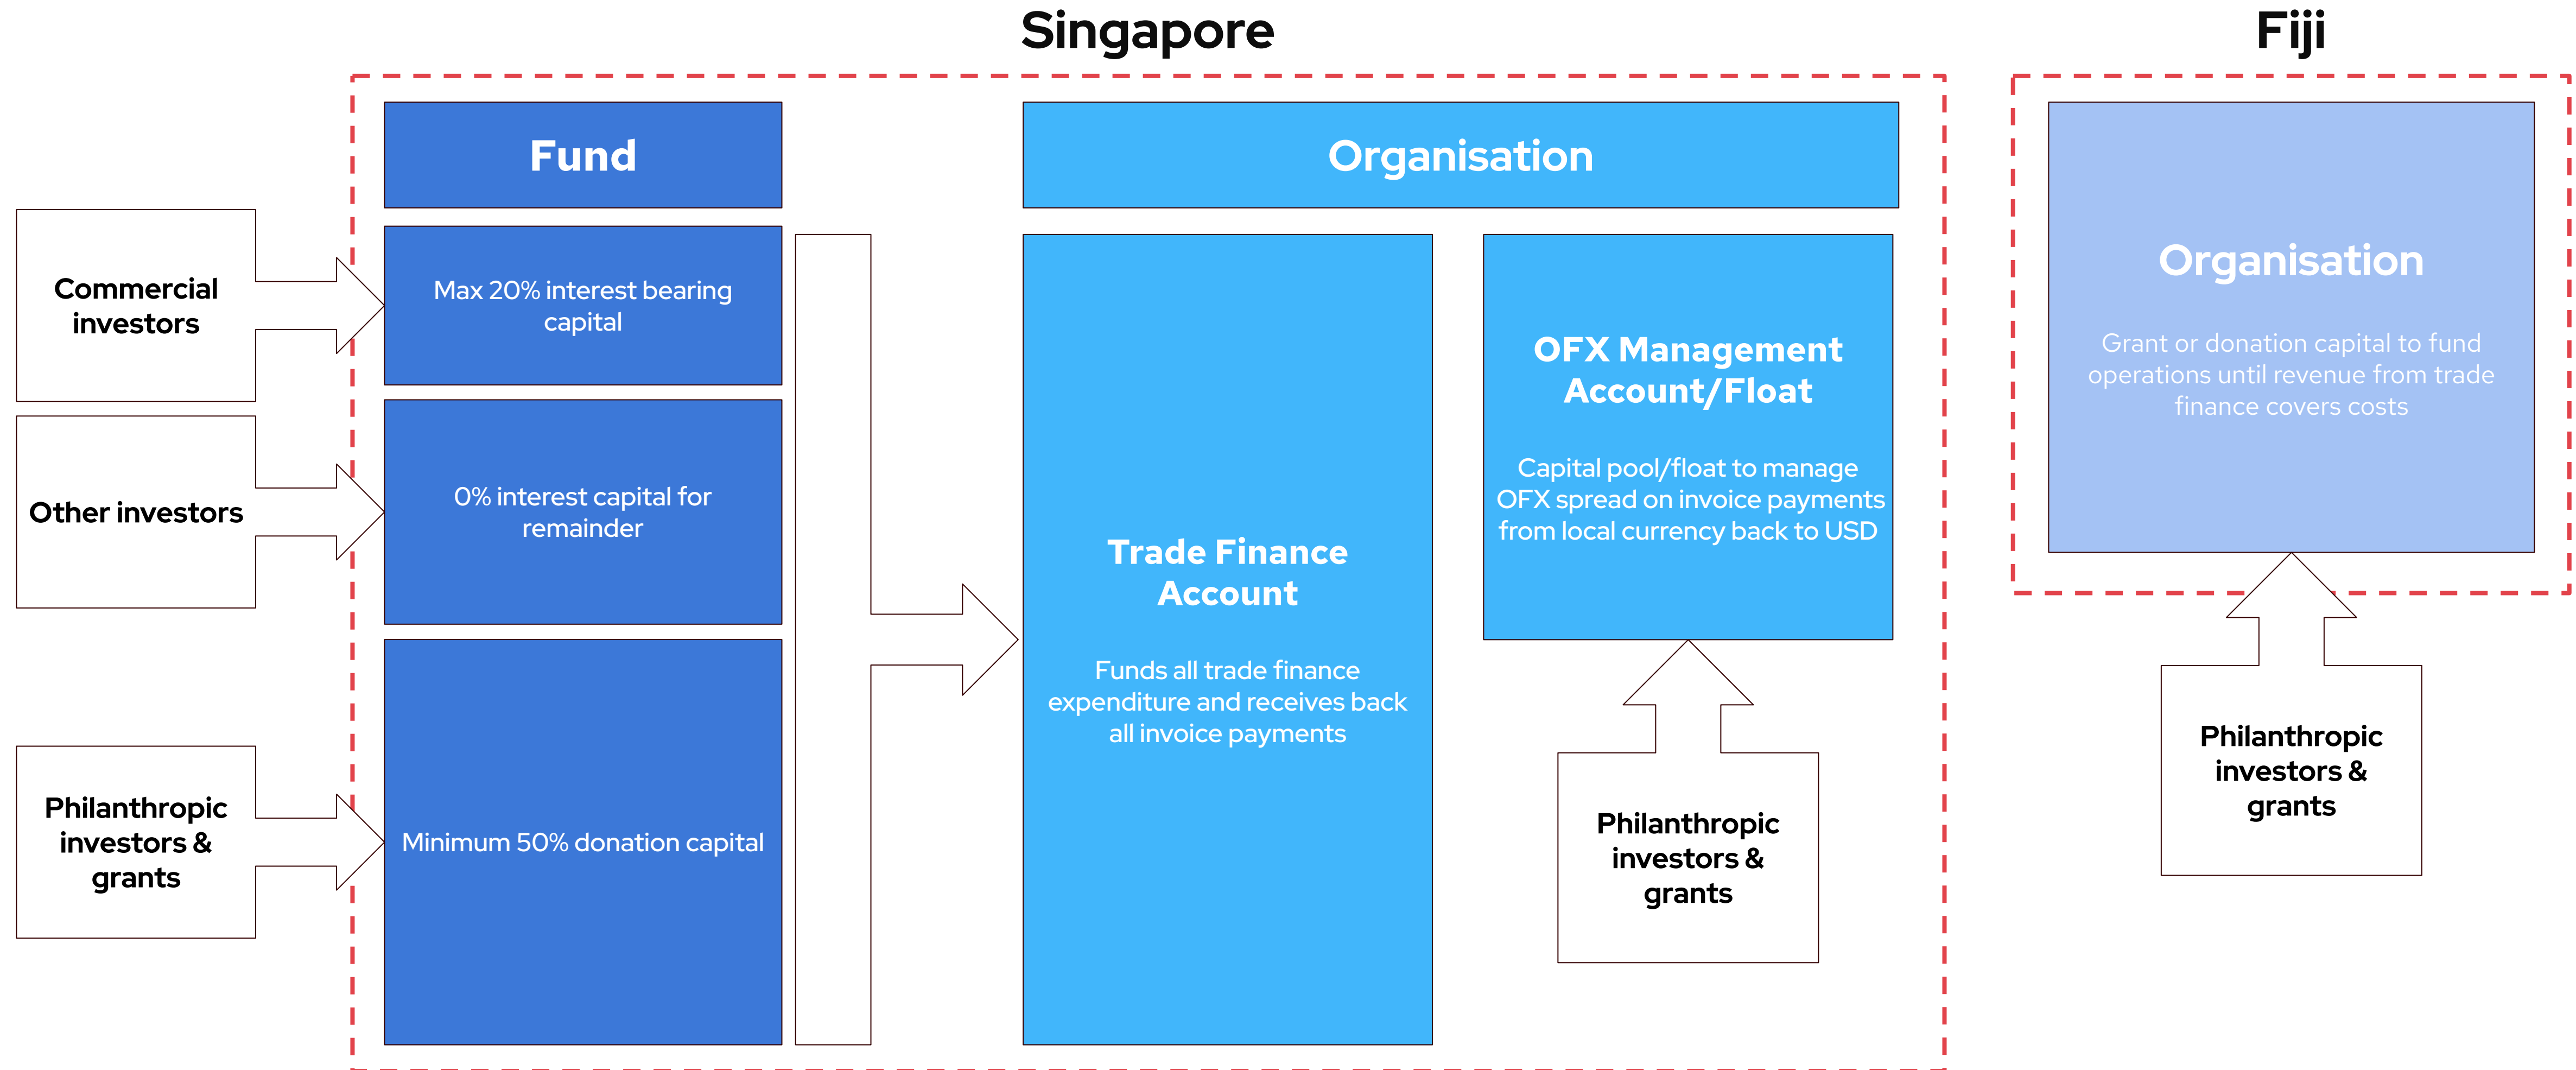 Singapore
Fiji
Fund
Organisation
Commercial
investors
Max 20% interest bearing
capital
Other investors
0% interest capital for
remainder
Philanthropic
investors &
grants
Minimum 50% donation capital
Trade Finance
Account
Funds all trade finance
expenditure and receives back
all invoice payments
OFX Management
Account/Float
Capital pool/float to manage
OFX spread on invoice payments
from local currency back to USD
Philanthropic
investors &
grants
Organisation
Grant or donation capital to fund
operations until revenue from trade
finance covers costs
Philanthropic
investors &
grants